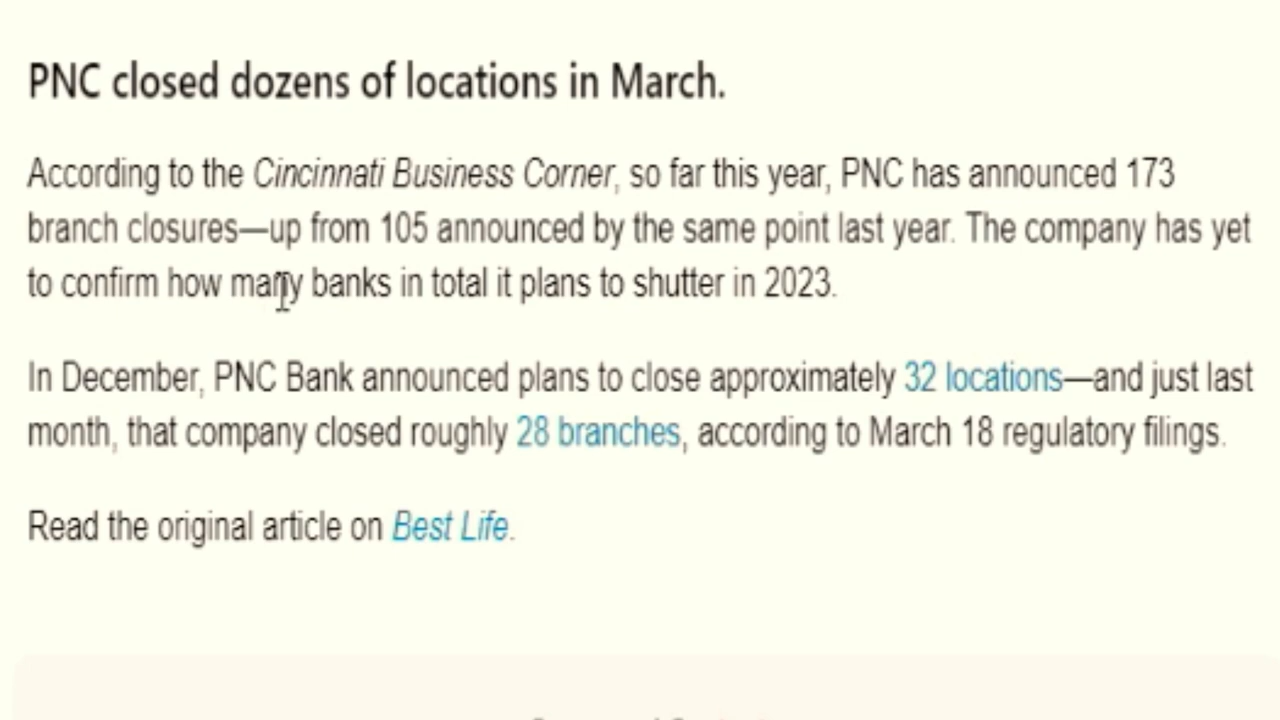 PNC closed dozens of locations in March.
According to the Cincinnati Business Corner, so far this year, PNC has announced 173
branch closures—up from 105 announced by the same point last year. The company has yet
to confirm how many banks in total it plans to shutter in 2023.
In December, PNC Bank announced plans to close approximately 32 locations—and just last
month, that company closed roughly 28 branches, according to March 18 regulatory filings.
Read the original article on Best Life.